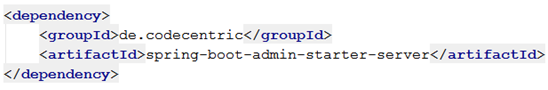 <dependency>
    <groupId>de.codecentric</groupId>
    <artifactId>spring-boot-admin-starter-server</artifactId>
</dependency>